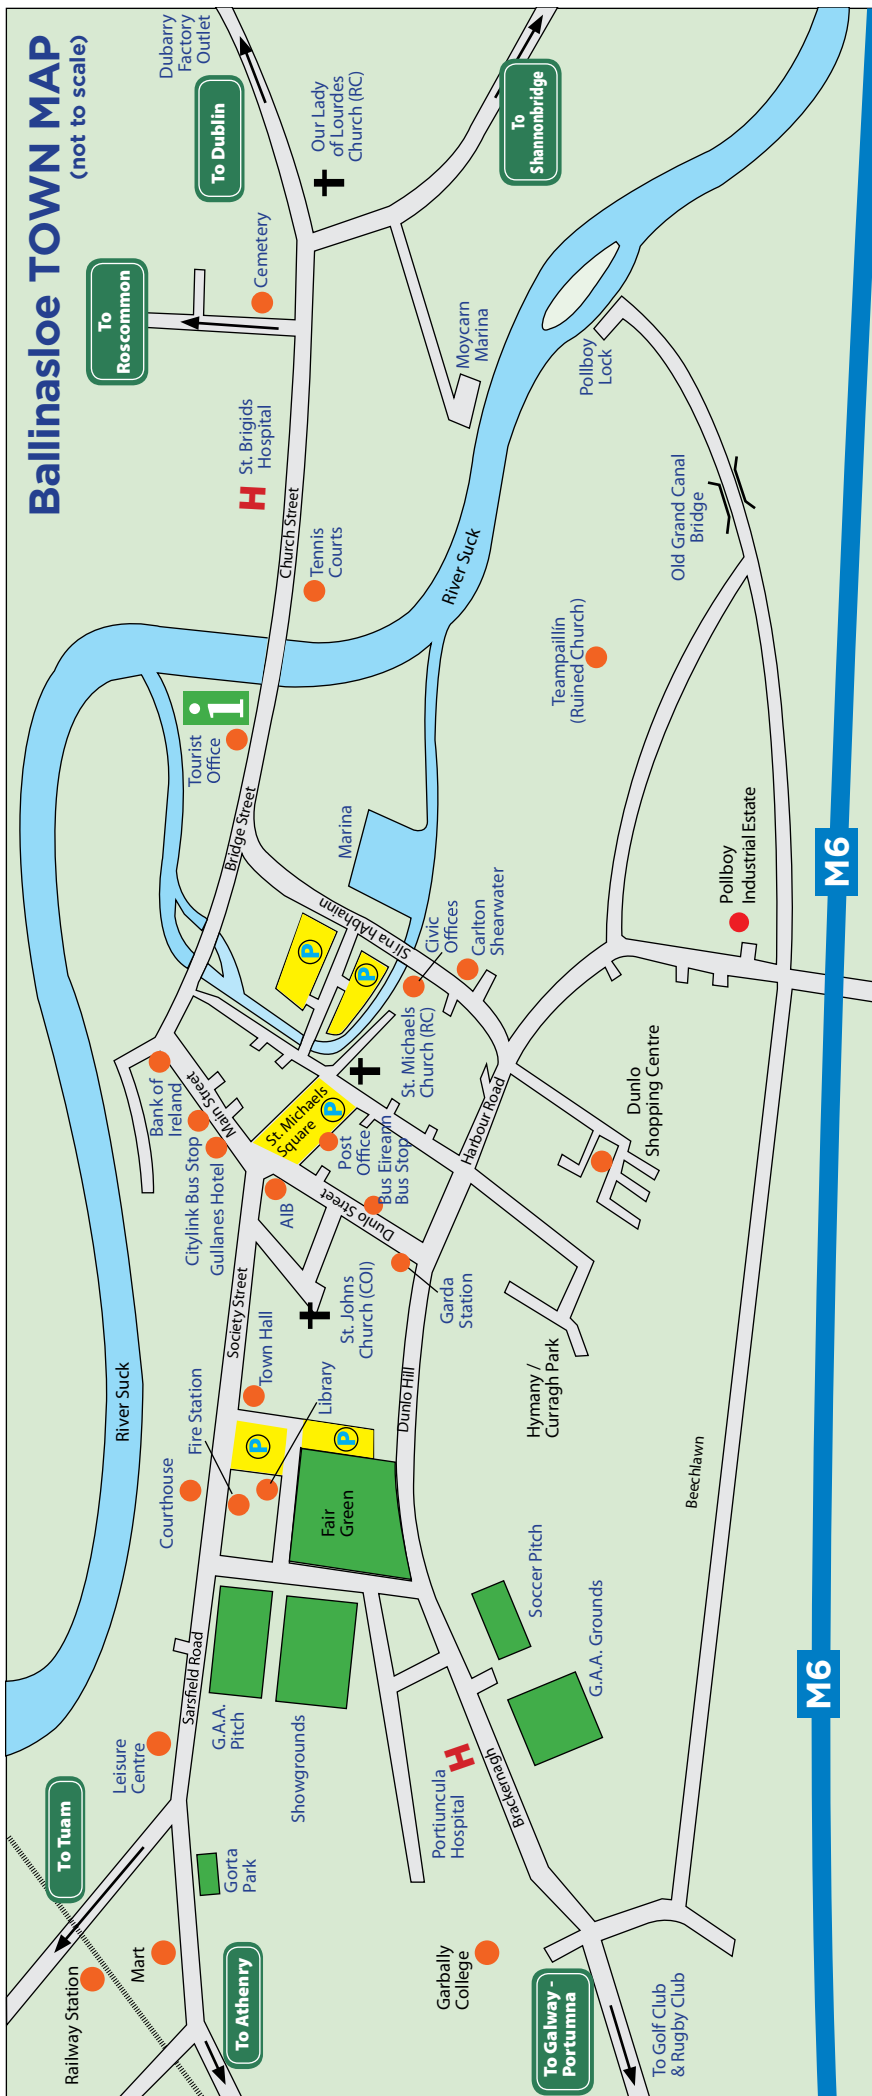 Ballinasloe TOWN MAP
(not to scale)
Dubarry
Factory
Outlet
To Dublin
Our Lady
of Lourdes
Church (RC)
To
Shannonbridge
To
Roscommon
Cemetery
Moycarn
Marina
Pollboy
Lock
H
St. Brigids
Hospital
Church Street
Tennis
Courts
River Suck
Old Grand Canal
Bridge
Teampaillín
(Ruined Church)
i
Tourist
Office
Bridge Street
Marina
Slí na hAbhainn
P
P
Civic
Offices
Carlton
Shearwater
Pollboy
Industrial Estate
M6
Bank of
Ireland
Main Street
Citylink Bus Stop
Gullanes Hotel
St. Michaels
Square
P
Post
Office
St. Michaels
Church (RC)
Bus Eireann
Bus Stop
Harbour Road
Dunlo
Shopping Centre
AIB
Dunlo Street
Society Street
St. Johns
Church (COI)
Garda
Station
River Suck
Town Hall
Library
Fire Station
Courthouse
P
P
Fair
Green
Dunlo Hill
Hymany /
Curragh Park
Beechlawn
Soccer Pitch
G.A.A. Grounds
Sarsfield Road
G.A.A.
Pitch
Showgrounds
Leisure
Centre
H
Portiuncula
Hospital
Brackernagh
M6
To Tuam
Gorta
Park
Mart
Railway Station
To Athenry
Garbally
College
To Galway -
Portumna
To Golf Club
& Rugby Club